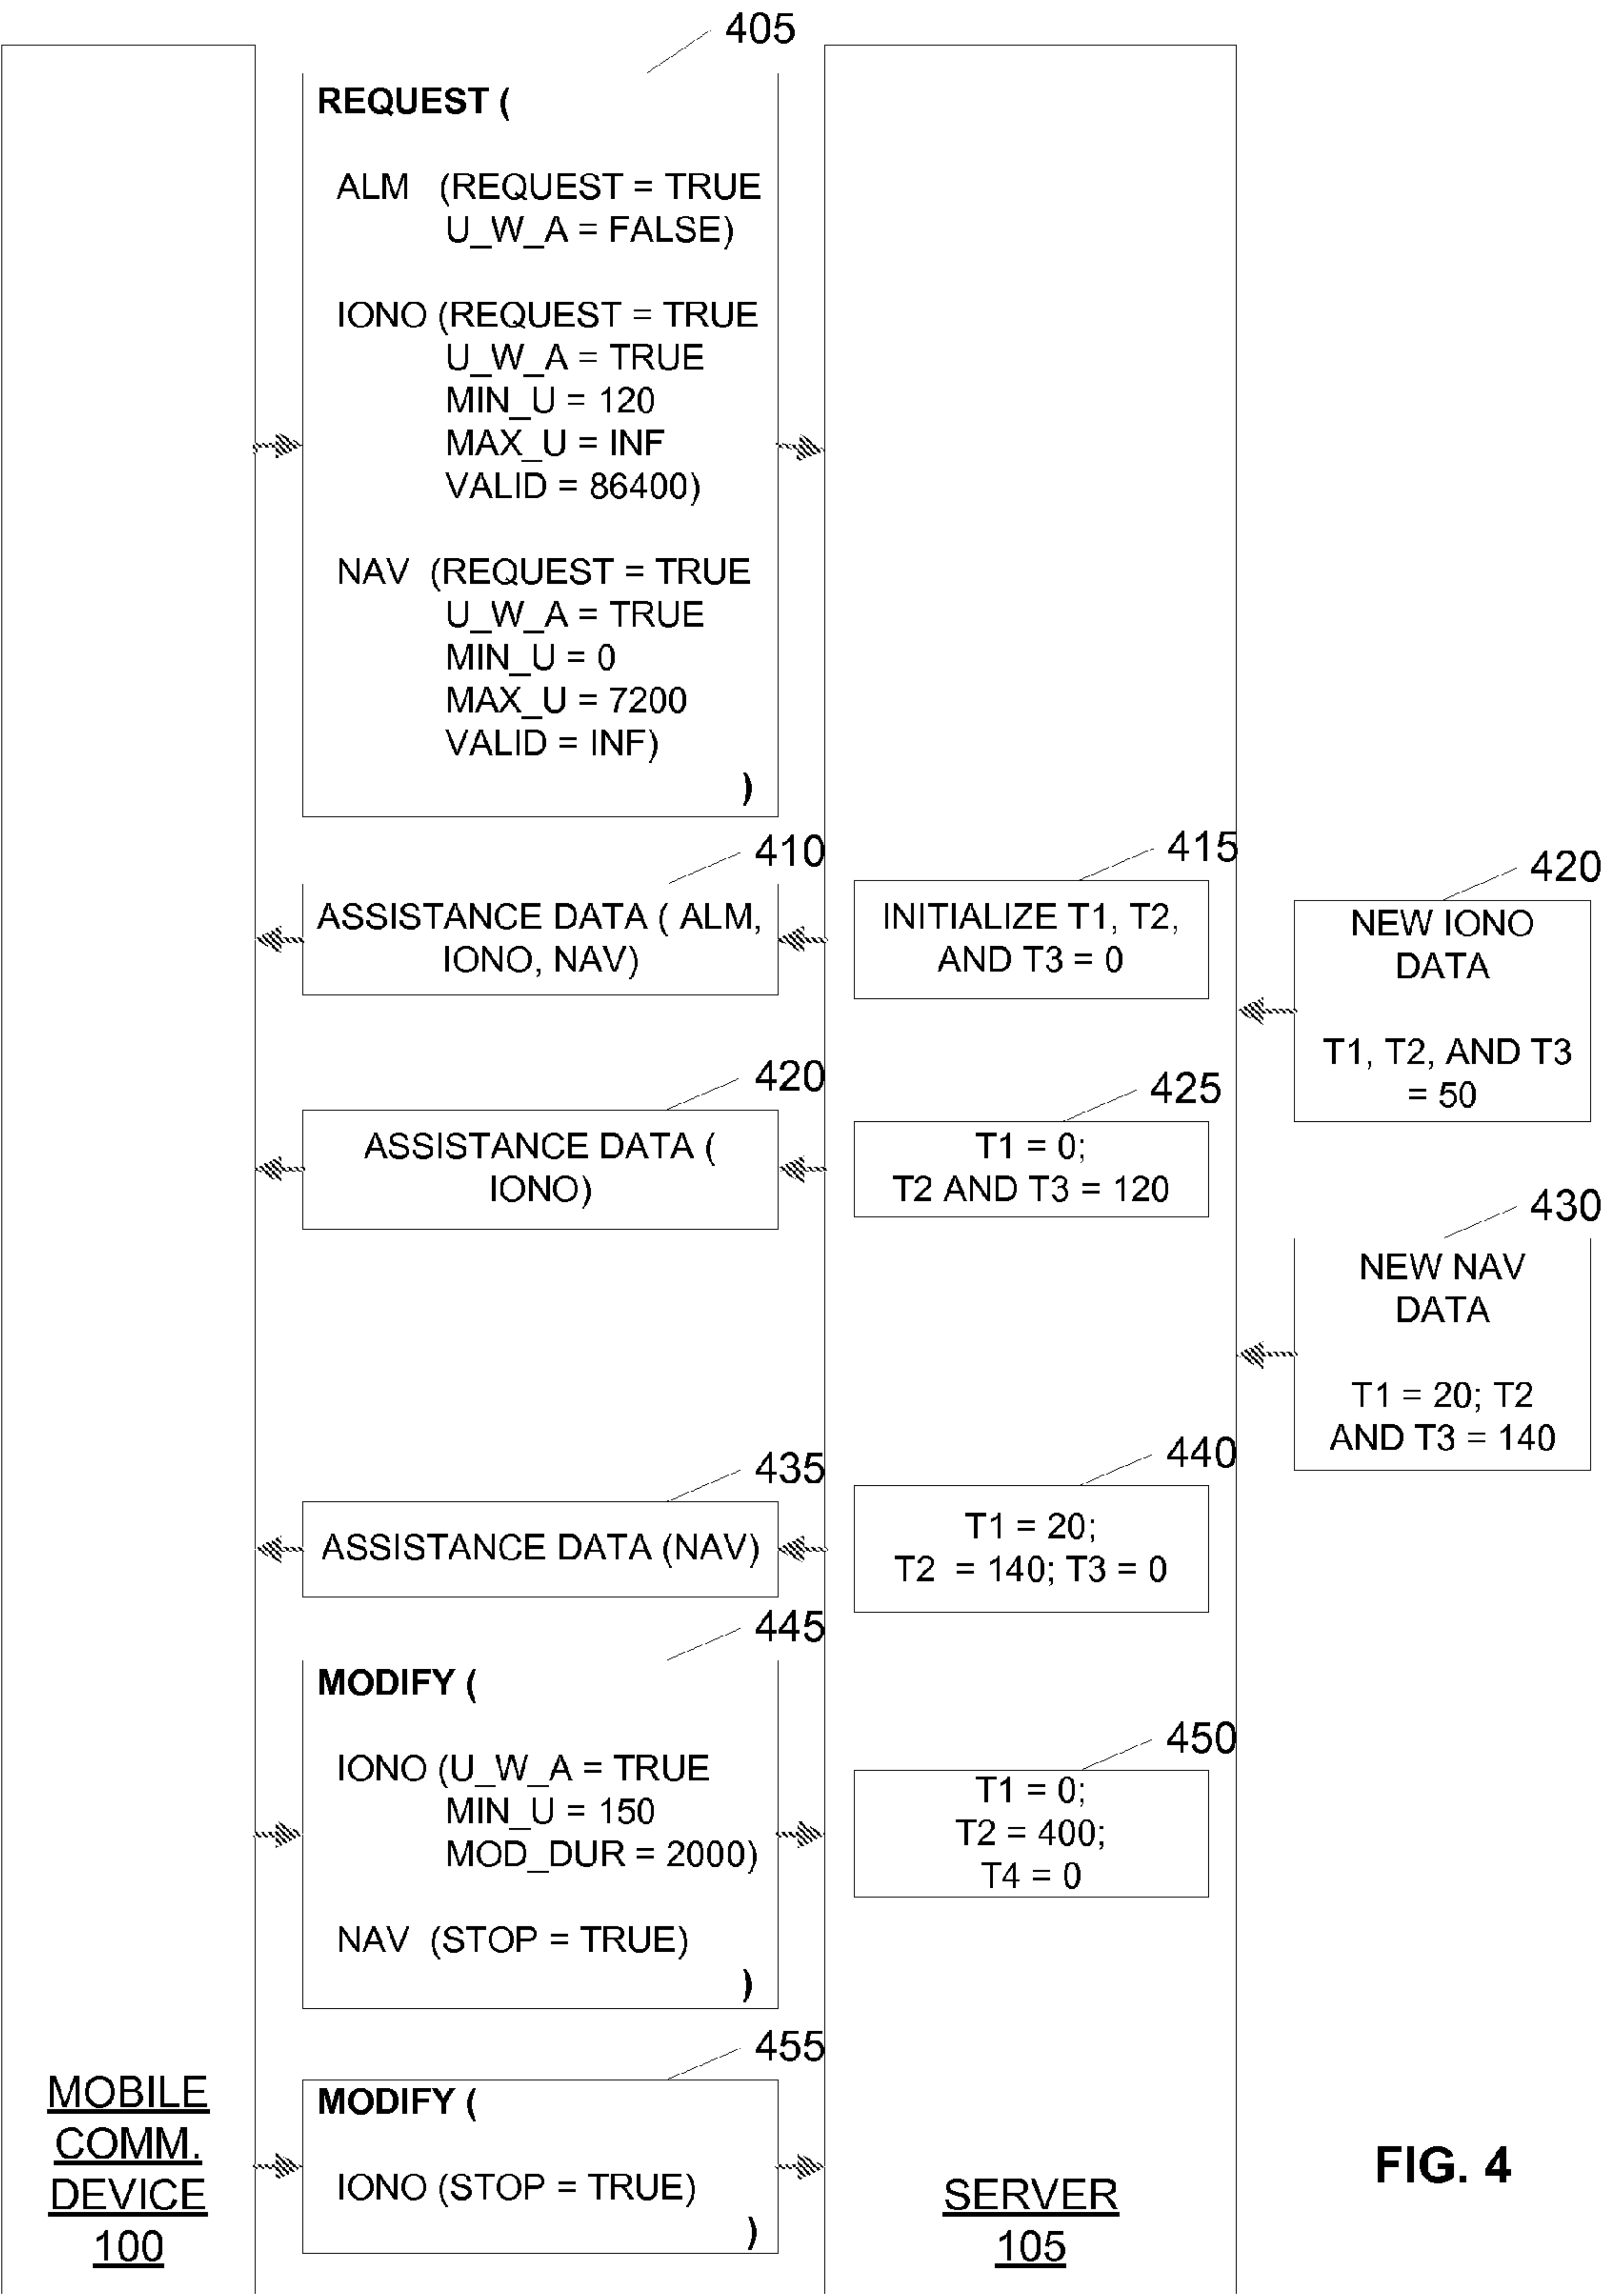 405
REQUEST (
ALM (REQUEST = TRUE
U_W_A = FALSE)
IONO (REQUEST = TRUE
U_W_A = TRUE
MIN_U = 120
MAX_U = INF
VALID = 86400)
NAV (REQUEST = TRUE
U_W_A = TRUE
MIN_U = 0
MAX_U = 7200
VALID = INF)
)
410
ASSISTANCE DATA ( ALM,
IONO, NAV)
415
INITIALIZE T1, T2,
AND T3 = 0
420
NEW IONO
DATA
T1, T2, AND T3
= 50
420
ASSISTANCE DATA (
IONO)
425
T1 = 0;
T2 AND T3 = 120
430
NEW NAV
DATA
T1 = 20; T2
AND T3 = 140
435
ASSISTANCE DATA (NAV)
440
T1 = 20;
T2 = 140; T3 = 0
445
MODIFY (
IONO (U_W_A = TRUE
MIN_U = 150
MOD_DUR = 2000)
NAV (STOP = TRUE)
)
450
T1 = 0;
T2 = 400;
T4 = 0
455
MODIFY (
IONO (STOP = TRUE)
)
MOBILE
COMM.
DEVICE
100
SERVER
105
FIG. 4